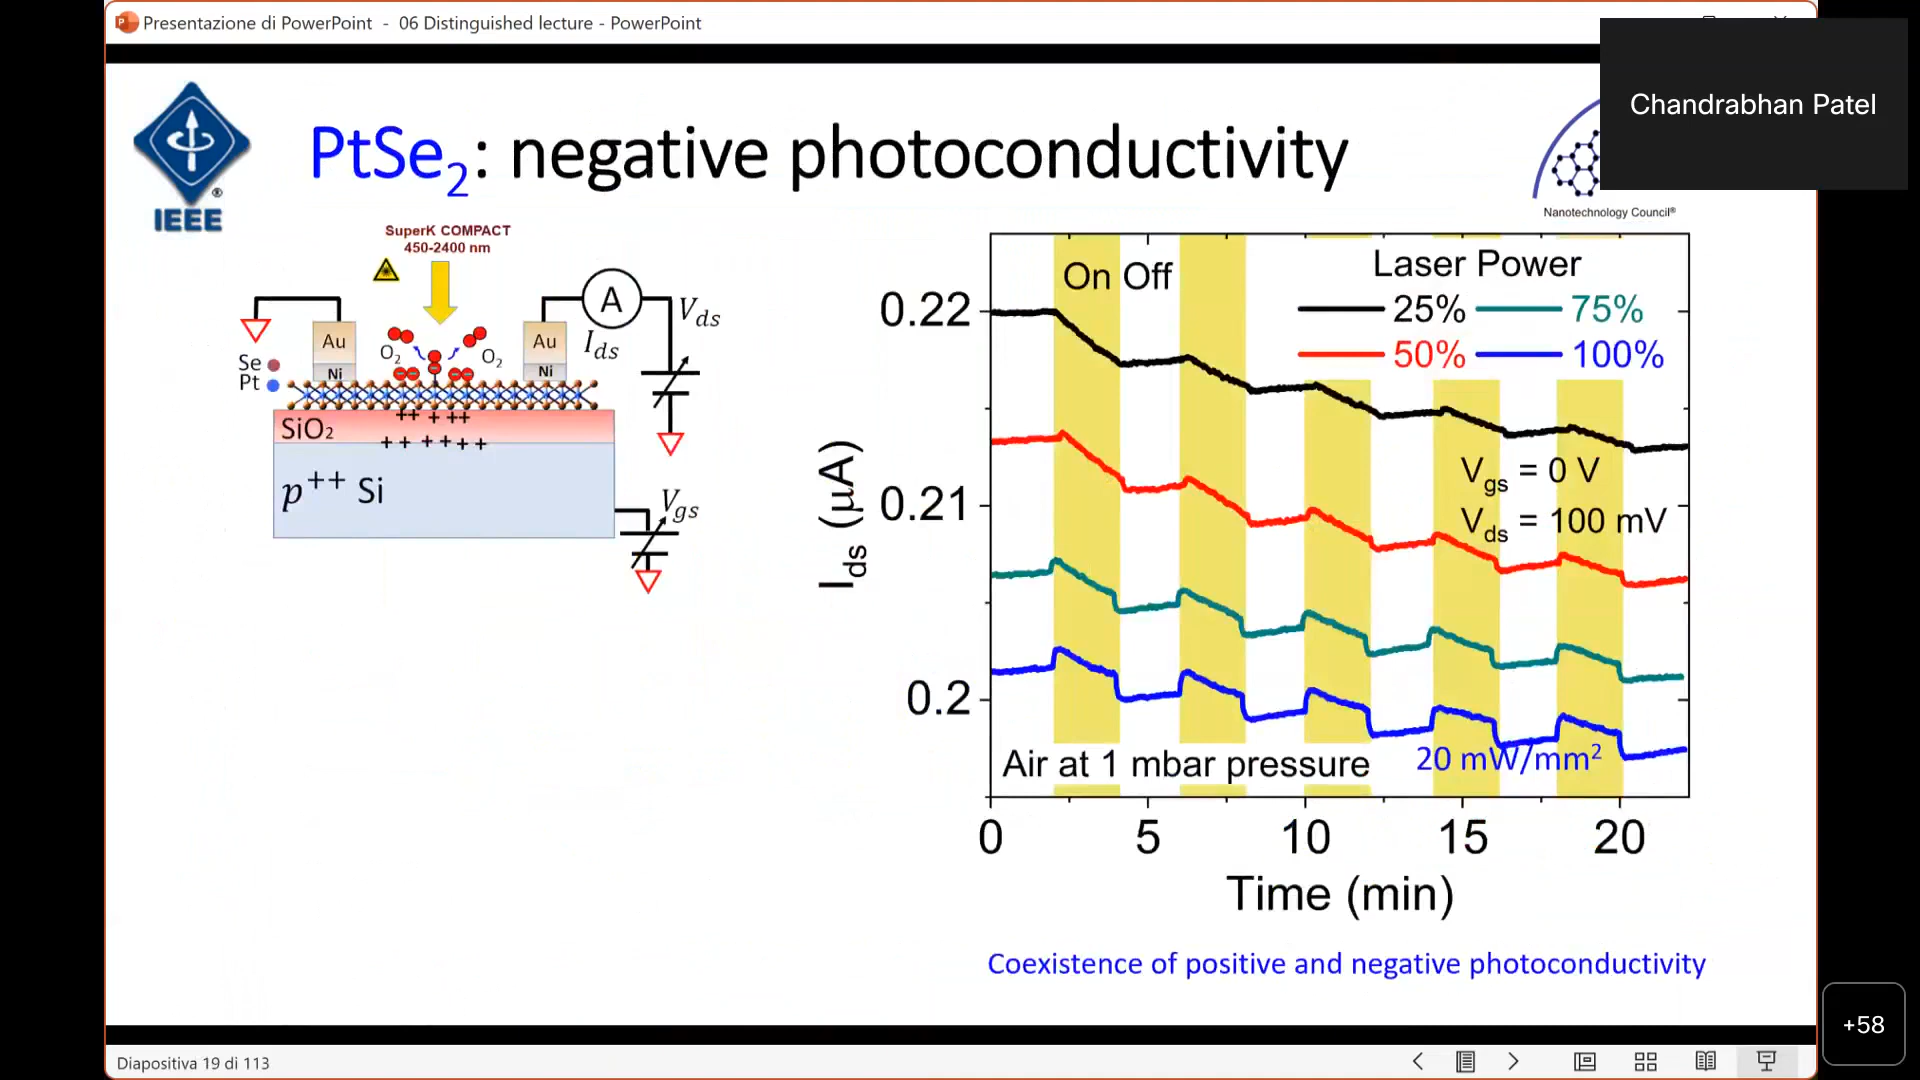 Presentazione di PowerPoint - 06 Distinguished lecture - PowerPoint
Chandrabhan Patel
IEEE
®
PtSe2: negative photoconductivity
Nanotechnology Council®
SuperK COMPACT
450-2400 nm
A
Vds
Ids
Au
Au
O2
O2
Se
Pt
Ni
Ni
++ + ++
SiO2
++ ++++
p++ Si
Vgs
On Off
Laser Power
25% 75%
50% 100%
0.22
0.21
0.2
Ids (µA)
Vgs = 0 V
Vds = 100 mV
Air at 1 mbar pressure
20 mW/mm²
0 5 10 15 20
Time (min)
Coexistence of positive and negative photoconductivity
+58
Diapositiva 19 di 113